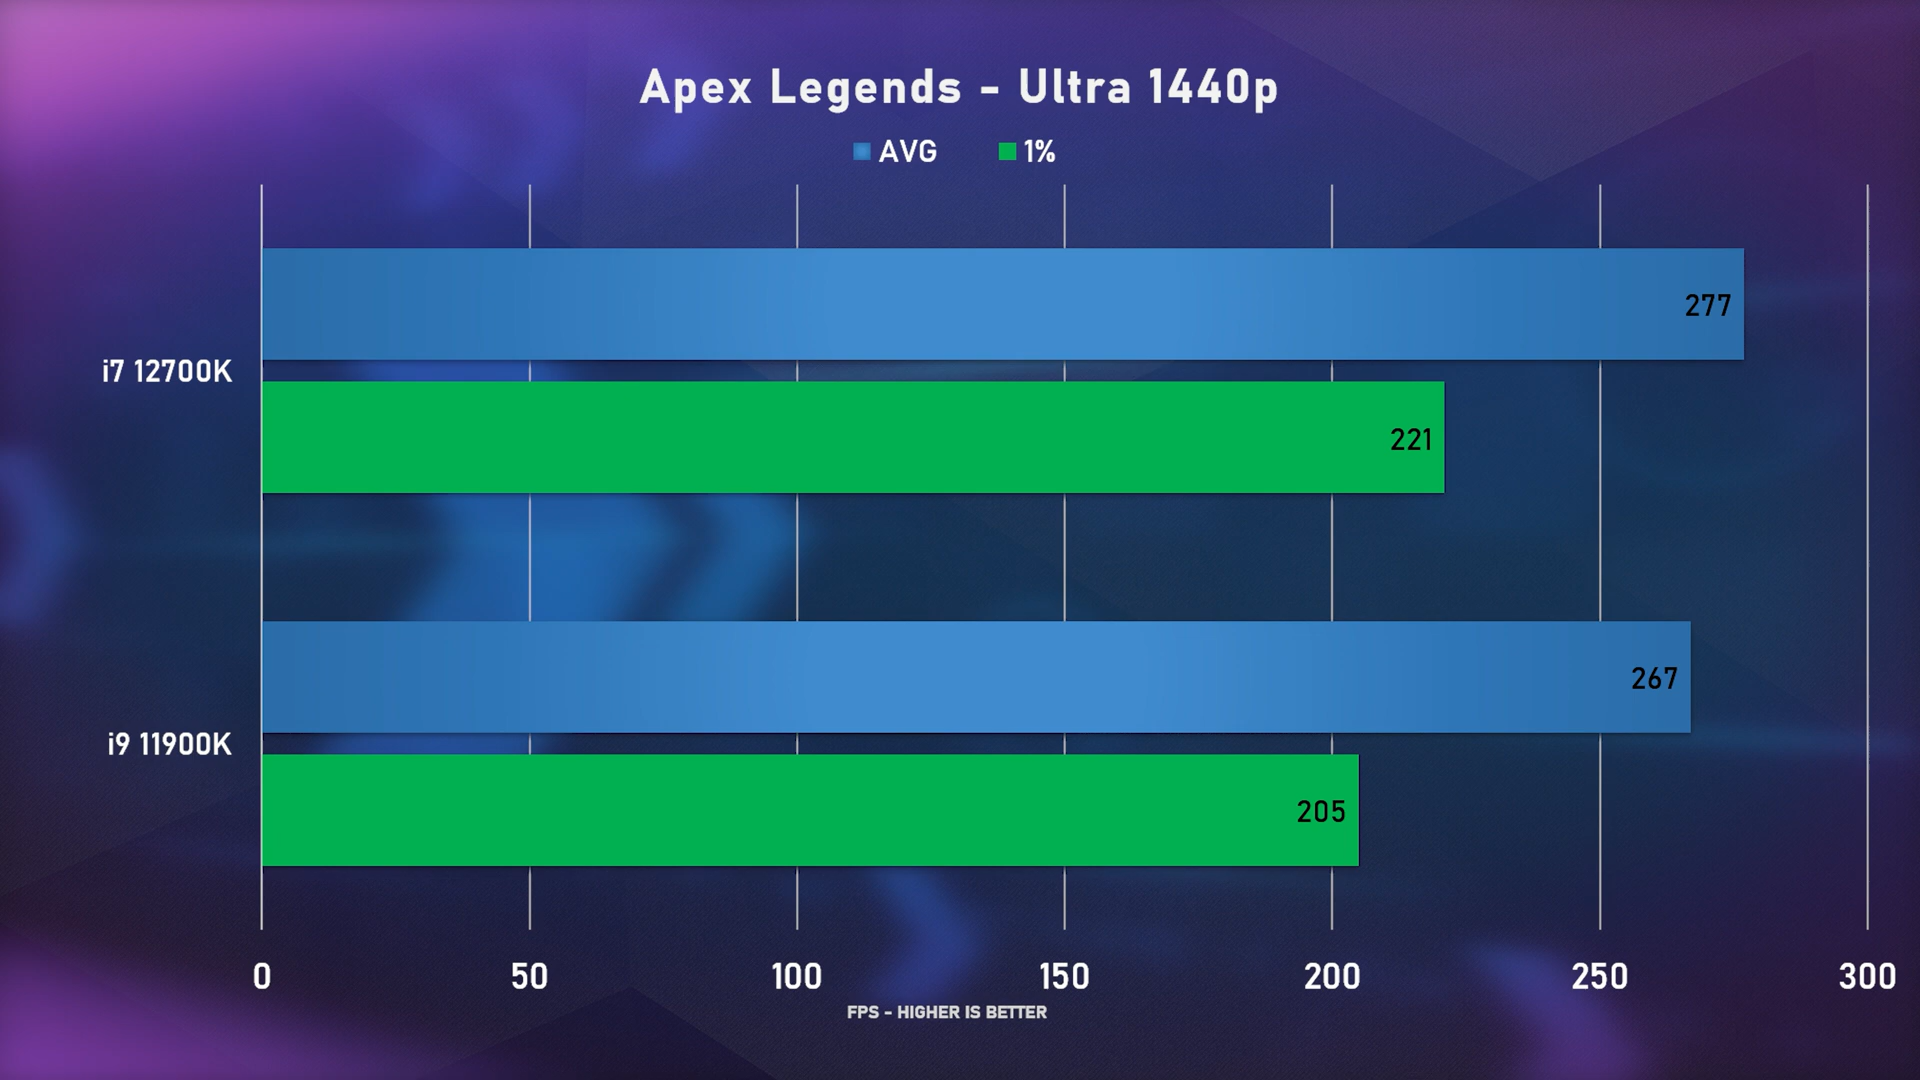 Apex Legends - Ultra 1440p
AVG 1%
277
i7 12700K
221
267
i9 11900K
205
0 50 100 150 200 250 300
FPS - HIGHER IS BETTER